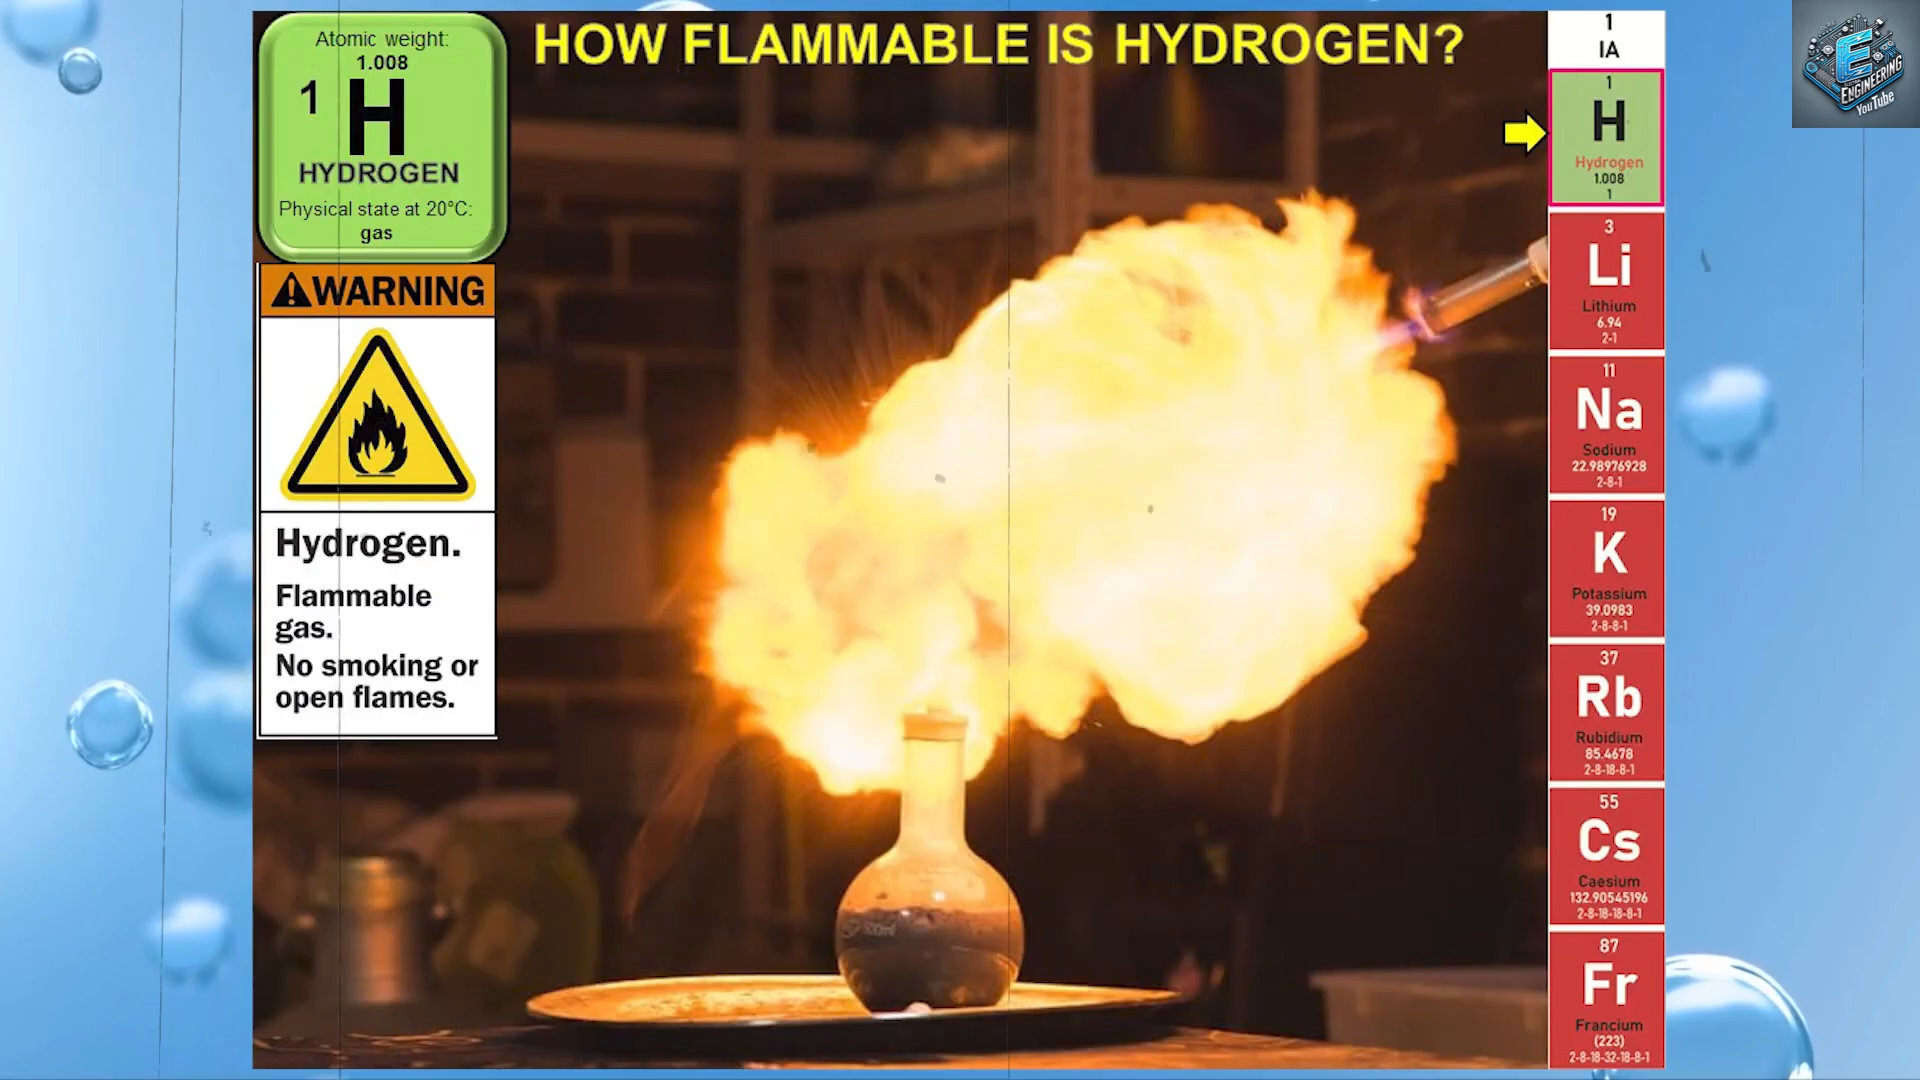 HOW FLAMMABLE IS HYDROGEN?
Atomic weight:
1.008
1 H
HYDROGEN
Physical state at 20°C:
gas
WARNING
Hydrogen.
Flammable
gas.
No smoking or
open flames.
500ml
1
IA
1
H
Hydrogen
1.008
1
3
Li
Lithium
6.94
2-1
11
Na
Sodium
22.98976928
2-8-1
19
K
Potassium
39.0983
2-8-8-1
37
Rb
Rubidium
85.4678
2-8-18-8-1
55
Cs
Caesium
132.90545196
2-8-18-18-8-1
87
Fr
Francium
(223)
2-8-18-32-18-8-1
E
ENGINEERING
YouTube